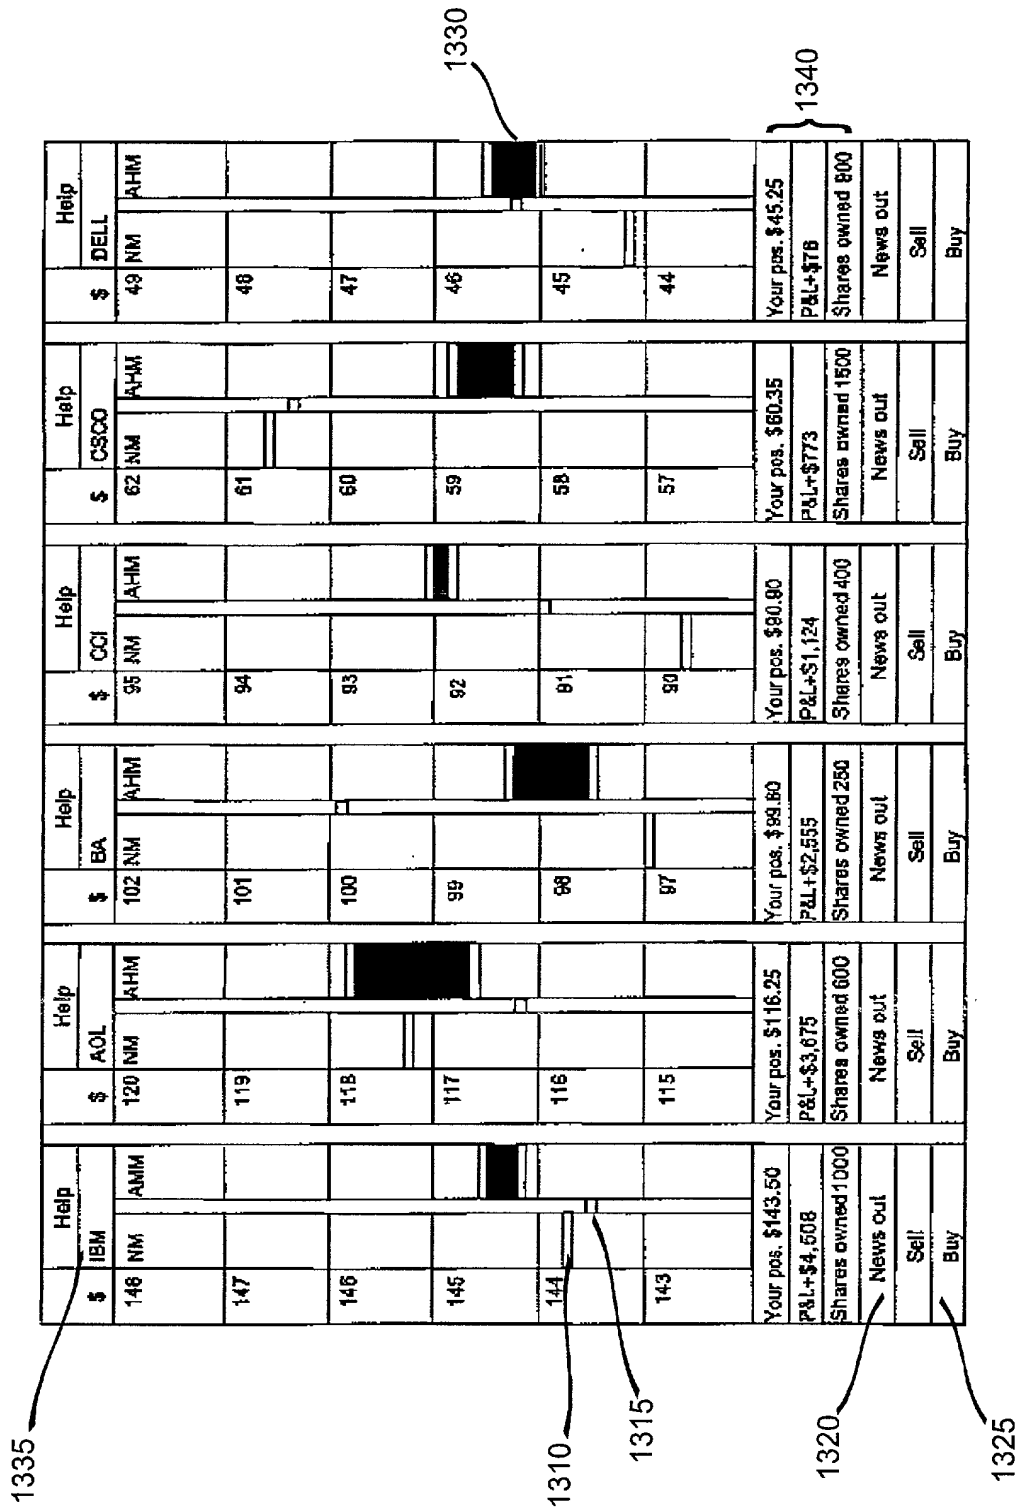 1335
Help Help Help Help Help Help
$ IBM $ AOL $ BA $ CCI $ CSCO $ DELL
148 NM AMM 120 NM AHM 102 NM AHM 95 NM AHM 62 NM AHM 49 NM AHM
147 119 101 94 61 48
146 118 100 93 60 47
145 117 99 92 59 46
1330
144 116 98 91 58 45
143 115 97 90 57 44
1310
1315
Your pos. $143.50 Your pos. $116.25 Your pos. $99.60 Your pos. $90.90 Your pos. $60.35 Your pos. $45.25
P&L+$4,508 P&L+$3,675 P&L+$2,555 P&L+$1,124 P&L+$773 P&L+$76
Shares owned 1000 Shares owned 600 Shares owned 250 Shares owned 400 Shares owned 1500 Shares owned
1340
1320
News out News out News out News out News out News out
Sell Sell Sell Sell Sell Sell
Buy Buy Buy Buy Buy Buy
1325